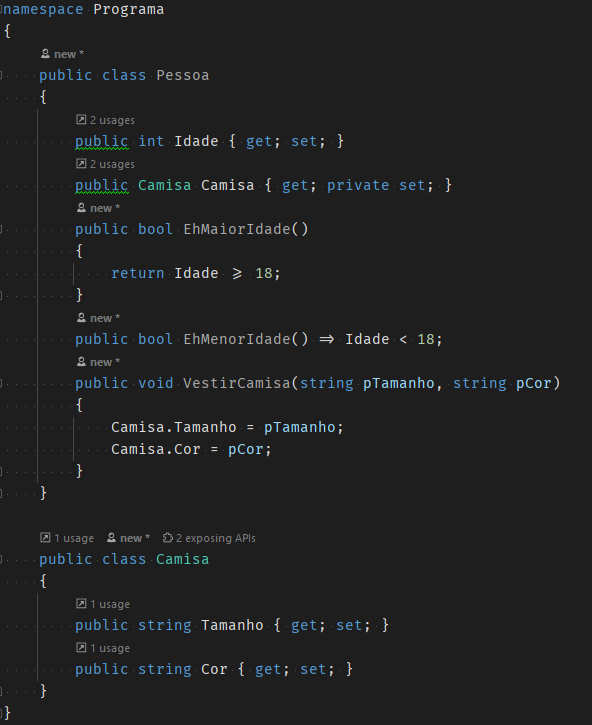 namespace Programa
{
new *
public class Pessoa
{
2 usages
public int Idade { get; set; }
2 usages
public Camisa Camisa { get; private set; }
new *
public bool EhMaiorIdade()
{
return Idade ≥ 18;
}
new *
public bool EhMenorIdade() ⇒ Idade < 18;
new *
public void VestirCamisa(string pTamanho, string pCor)
{
Camisa.Tamanho = pTamanho;
Camisa.Cor = pCor;
}
}
1 usage new * 2 exposing APIs
public class Camisa
{
1 usage
public string Tamanho { get; set; }
1 usage
public string Cor { get; set; }
}
}